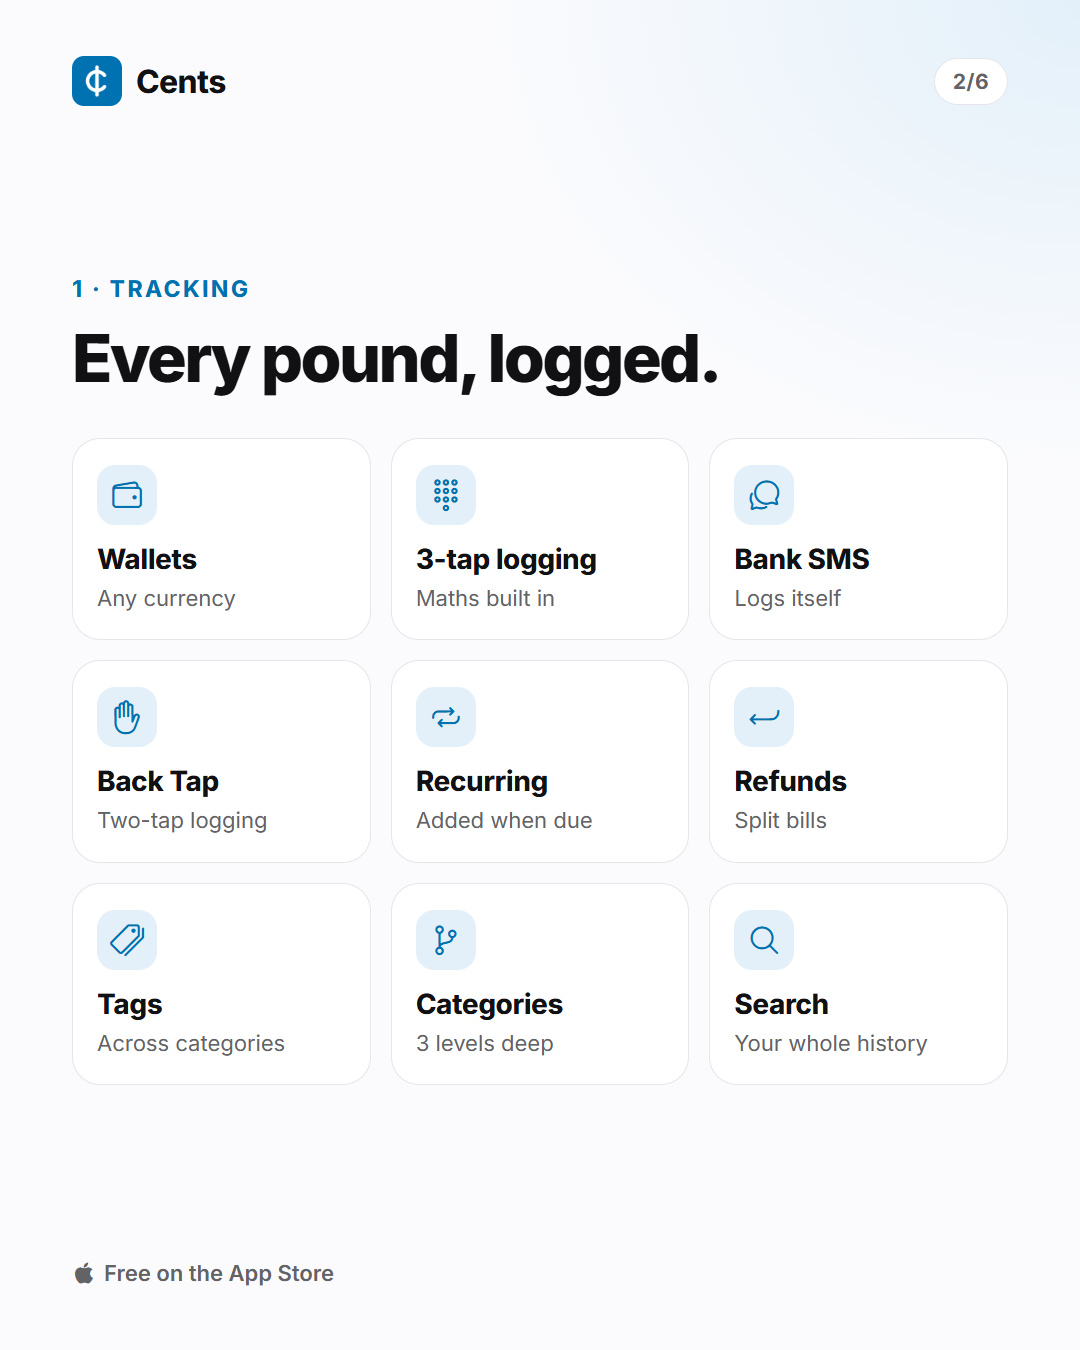 Cents
2/6
1 · TRACKING
Every pound, logged.
Wallets
Any currency
3-tap logging
Maths built in
Bank SMS
Logs itself
Back Tap
Two-tap logging
Recurring
Added when due
Refunds
Split bills
Tags
Across categories
Categories
3 levels deep
Search
Your whole history
Free on the App Store